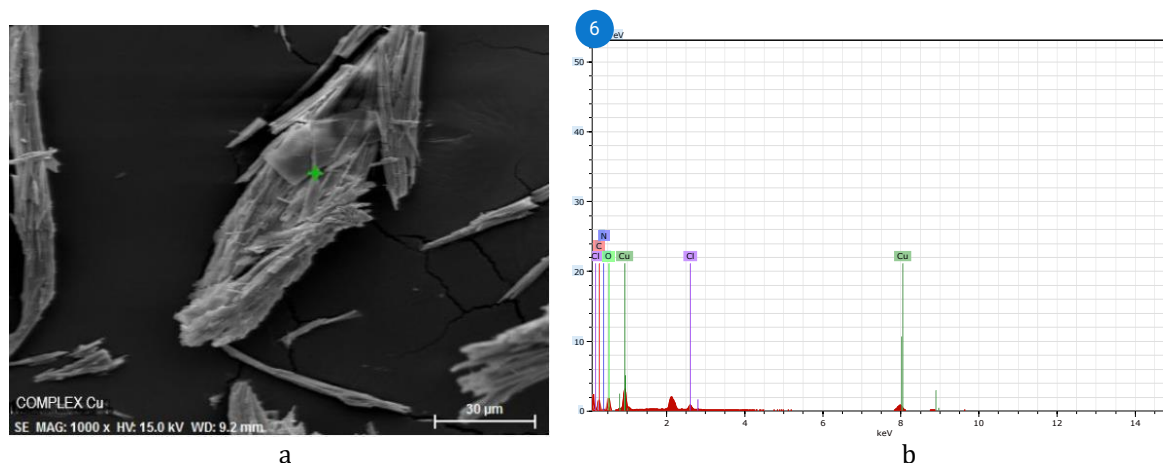 COMPLEX Cu
SE MAG: 1000 x HV: 15.0 kV WD: 9.2 mm
30 µm
a
6
eV
50
40
30
20
10
0
N
C
Cl O Cu
Cl
Cu
2 4 6 8 10 12 14
keV
b